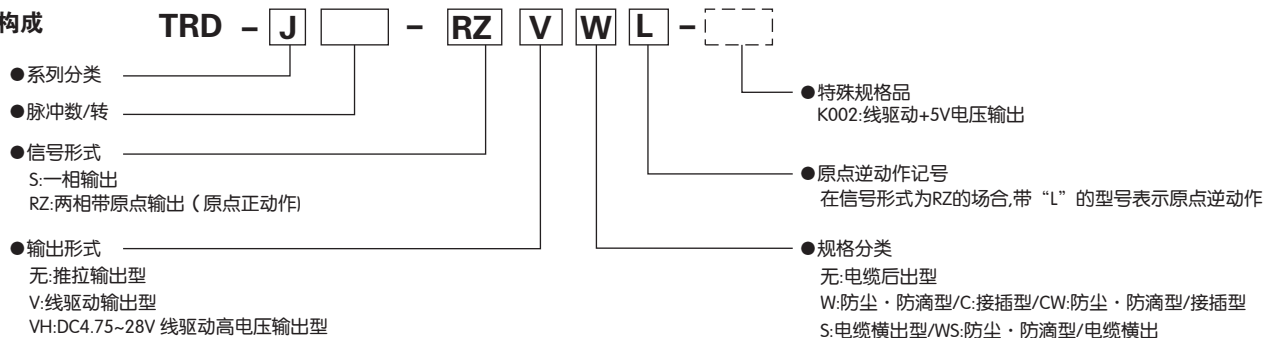 构成 TRD – J – RZ V W L –
●系列分类
●脉冲数/转
●信号形式
S:一相输出
RZ:两相带原点输出（原点正动作)
●输出形式
无:推拉输出型
V:线驱动输出型
VH:DC4.75~28V 线驱动高电压输出型
●特殊规格品
K002:线驱动+5V电压输出
●原点逆动作记号
在信号形式为RZ的场合,带“L”的型号表示原点逆动作
●规格分类
无:电缆后出型
W:防尘・防滴型/C:接插型/CW:防尘・防滴型/接插型
S:电缆横出型/WS:防尘・防滴型/电缆横出